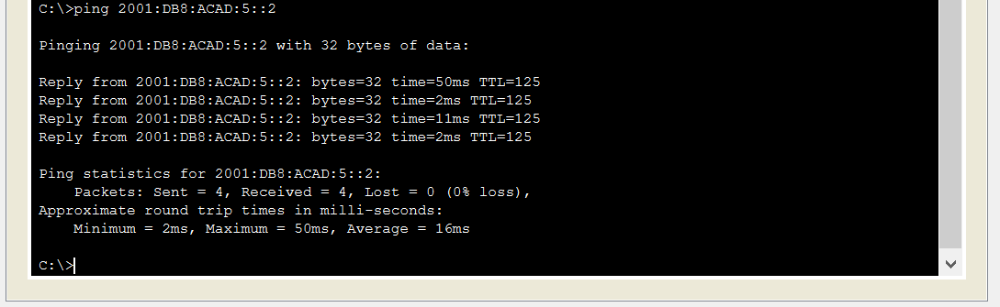 C:\>ping 2001:DB8:ACAD:5::2
Pinging 2001:DB8:ACAD:5::2 with 32 bytes of data:
Reply from 2001:DB8:ACAD:5::2: bytes=32 time=50ms TTL=125
Reply from 2001:DB8:ACAD:5::2: bytes=32 time=2ms TTL=125
Reply from 2001:DB8:ACAD:5::2: bytes=32 time=11ms TTL=125
Reply from 2001:DB8:ACAD:5::2: bytes=32 time=2ms TTL=125
Ping statistics for 2001:DB8:ACAD:5::2:
    Packets: Sent = 4, Received = 4, Lost = 0 (0% loss),
Approximate round trip times in milli-seconds:
    Minimum = 2ms, Maximum = 50ms, Average = 16ms
C:\>